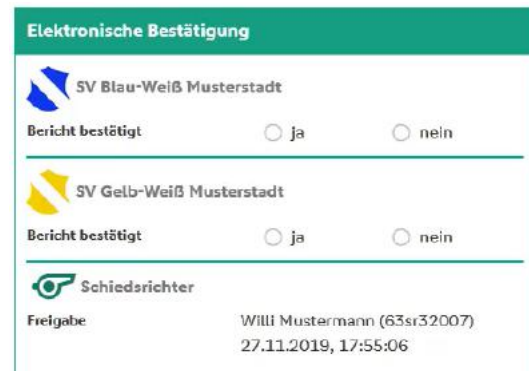 Elektronische Bestätigung
SV Blau-Weiß Musterstadt
Bericht bestätigt ja nein
SV Gelb-Weiß Musterstadt
Bericht bestätigt ja nein
Schiedsrichter
Freigabe Willi Mustermann (63sr32007)
27.11.2019, 17:55:06